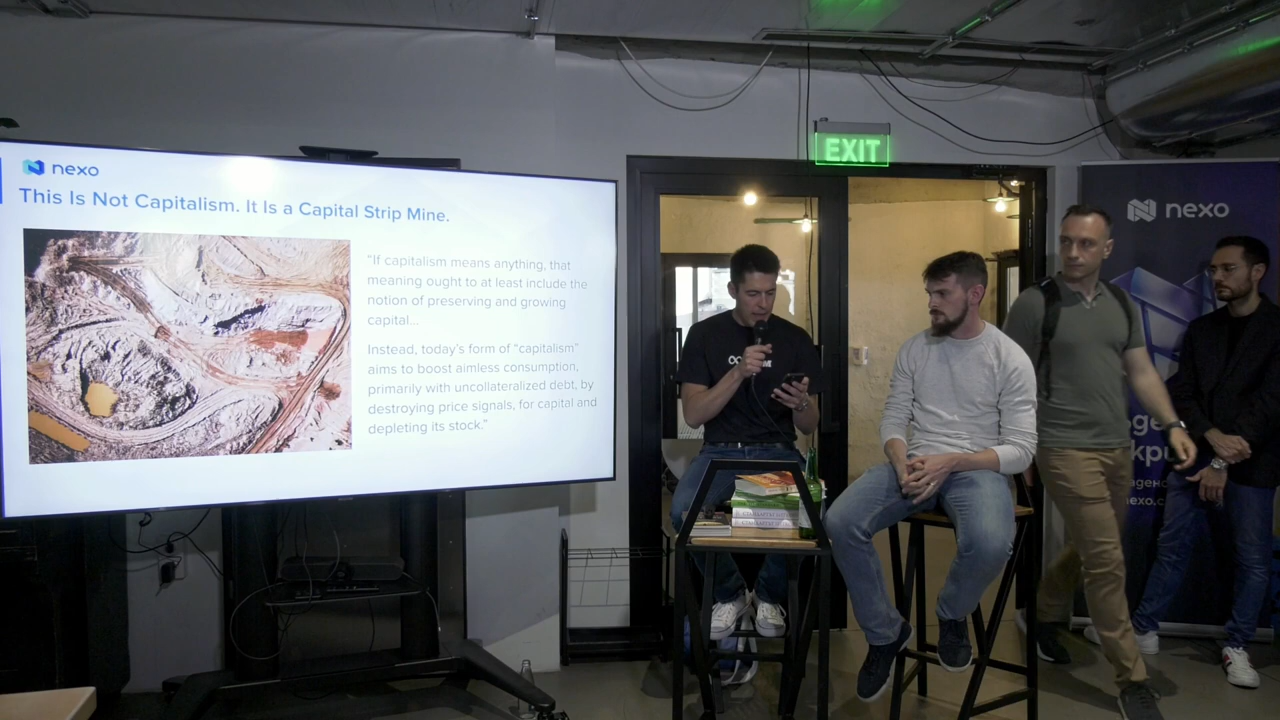 nexo
This Is Not Capitalism. It Is a Capital Strip Mine.
"If capitalism means anything, that
meaning ought to at least include the
notion of preserving and growing
capital...
Instead, today's form of "capitalism"
aims to boost aimless consumption,
primarily with uncollateralized debt, by
destroying price signals, for capital and
depleting its stock."
EXIT
nexo